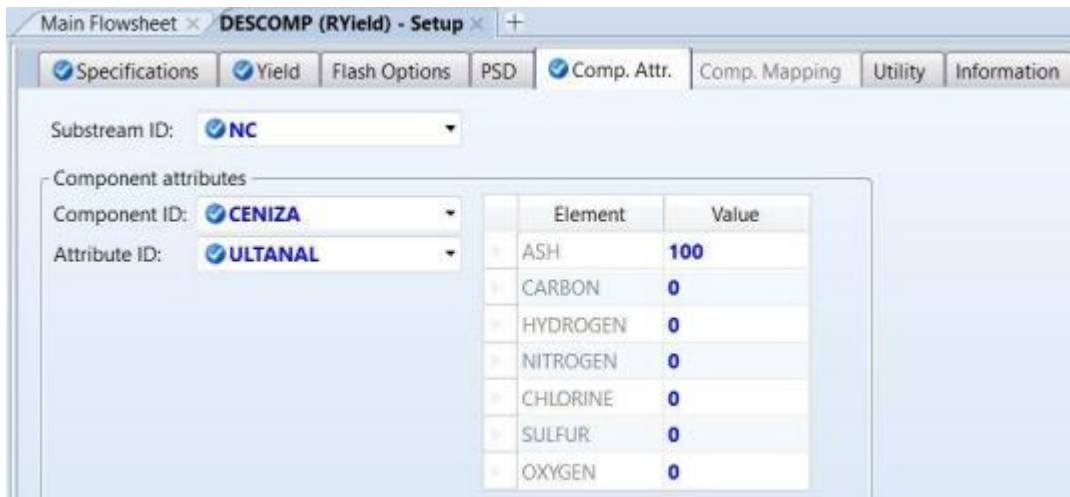 Main Flowsheet × DESCOMP (RYield) - Setup × +
Specifications Yield Flash Options PSD Comp. Attr. Comp. Mapping Utility Information
Substream ID: NC
Component attributes
Component ID: CENIZA
Attribute ID: ULTANAL
Element Value
ASH 100
CARBON 0
HYDROGEN 0
NITROGEN 0
CHLORINE 0
SULFUR 0
OXYGEN 0